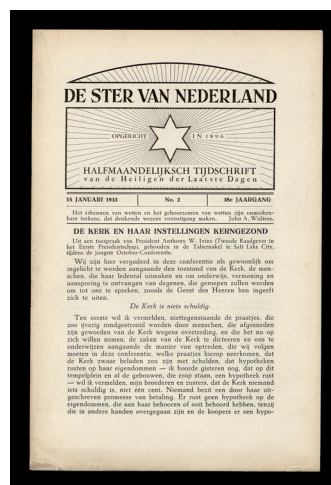 DE STER VAN NEDERLAND
OPGERICHT IN 1896
HALFMAANDELIJKSCH TIJDSCHRIFT
van de Heiligen der Laatste Dagen
15 JANUARI 1933 No. 2 38e JAARGANG
Het erkennen van wetten en het gehoorzamen van wetten zijn onmisken-
bare teekens, dat denkende wezens vooruitgang maken. John A. Widtsoe.
DE KERK EN HAAR INSTELLINGEN KERNGEZOND
Uit een toespraak van President Anthony W. Ivins (Tweede Raadgever in
het Eerste Presidentschap), gehouden in de Tabernakel te Salt Lake City,
tijdens de jongste October-Conferentie.
Wij zijn hier vergaderd in deze conferentie als gewoonlijk om
ingelicht te worden aangaande den toestand van de Kerk, de men-
schen, die haar ledental uitmaken en om onderwijs, vermaning en
aansporing te ontvangen van degenen, die geroepen zullen worden
om tot ons te spreken, zooals de Geest des Heeren hun ingeeft
zich te uiten.
De Kerk is niets schuldig.
Ten eerste wil ik vermelden, niettegenstaande de praatjes, die
zoo ijverig rondgestrooid worden door menschen, die afgesneden
zijn geworden van de Kerk wegens overtreding, en die het nu op
zich willen nemen, de zaken van de Kerk te dicteeren en ons te
onderwijzen aangaande de manier van optreden, die wij volgen
moeten in deze conferentie, welke praatjes hierop neerkomen, dat
de Kerk zwaar beladen zou zijn met schulden, dat hypotheken
rusten op haar eigendommen — ik hoorde gisteren nog, dat op dit
tempelplein en al de gebouwen, die erop staan, een hypotheek rust
— wil ik vermelden, mijn broederen en zusters, dat de Kerk niemand
iets schuldig is, niet één cent. Niemand bezit een door haar uit-
geschreven promesse van betaling. Er rust geen hypotheek op de
eigendommen, die aan haar behooren of ooit behoord hebben, tenzij
die in andere handen overgegaan zijn en de koopers er een hypo-